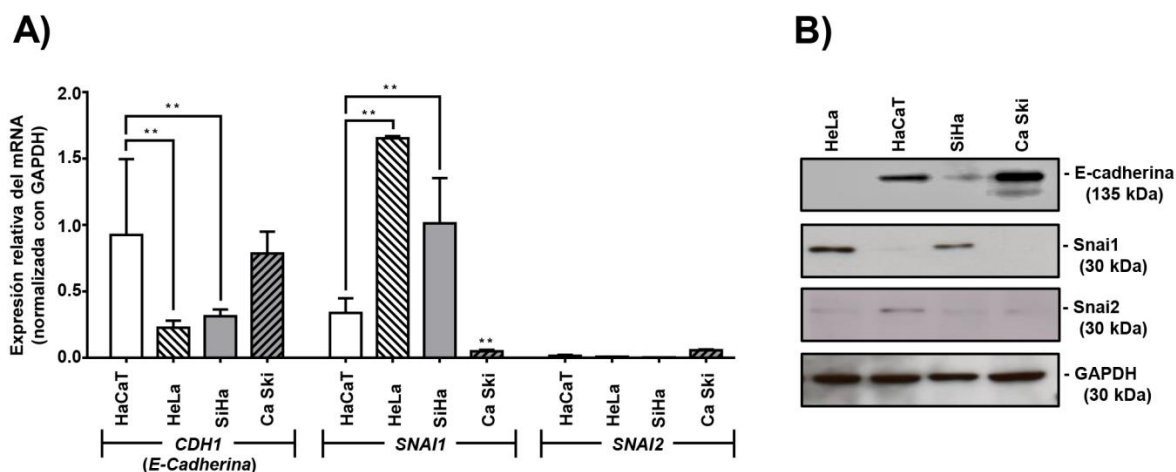 A)
Expresión relativa del mRNA
(normalizada con GAPDH)
2.0
1.5
1.0
0.5
0.0
** ** ** ** **
HaCaT HeLa SiHa Ca Ski HaCaT HeLa SiHa Ca Ski HaCaT HeLa SiHa Ca Ski
CDH1 SNAI1 SNAI2
(E-Cadherina)
B)
HeLa HaCaT SiHa Ca Ski
- E-cadherina
(135 kDa)
- Snai1
(30 kDa)
- Snai2
(30 kDa)
- GAPDH
(30 kDa)